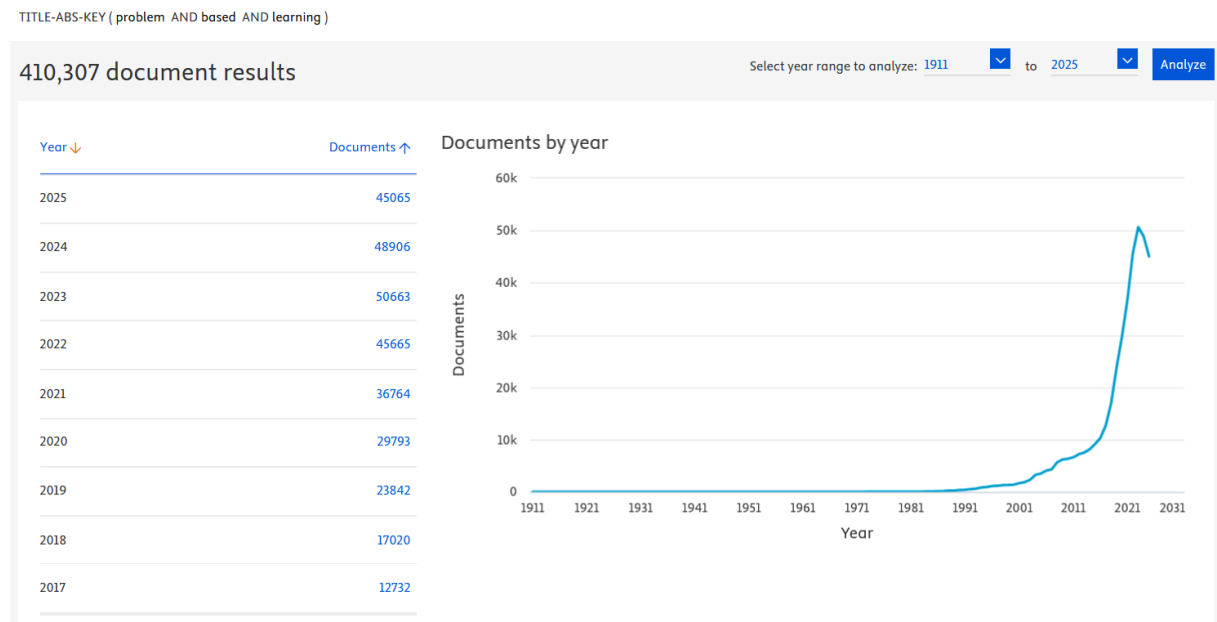 TITLE-ABS-KEY ( problem AND based AND learning )
410,307 document results
Select year range to analyze: 1911 to 2025 Analyze
Year Documents
2025 45065
2024 48906
2023 50663
2022 45665
2021 36764
2020 29793
2019 23842
2018 17020
2017 12732
Documents by year
60k
50k
40k
30k
20k
10k
0
Documents
1911 1921 1931 1941 1951 1961 1971 1981 1991 2001 2011 2021 2031
Year